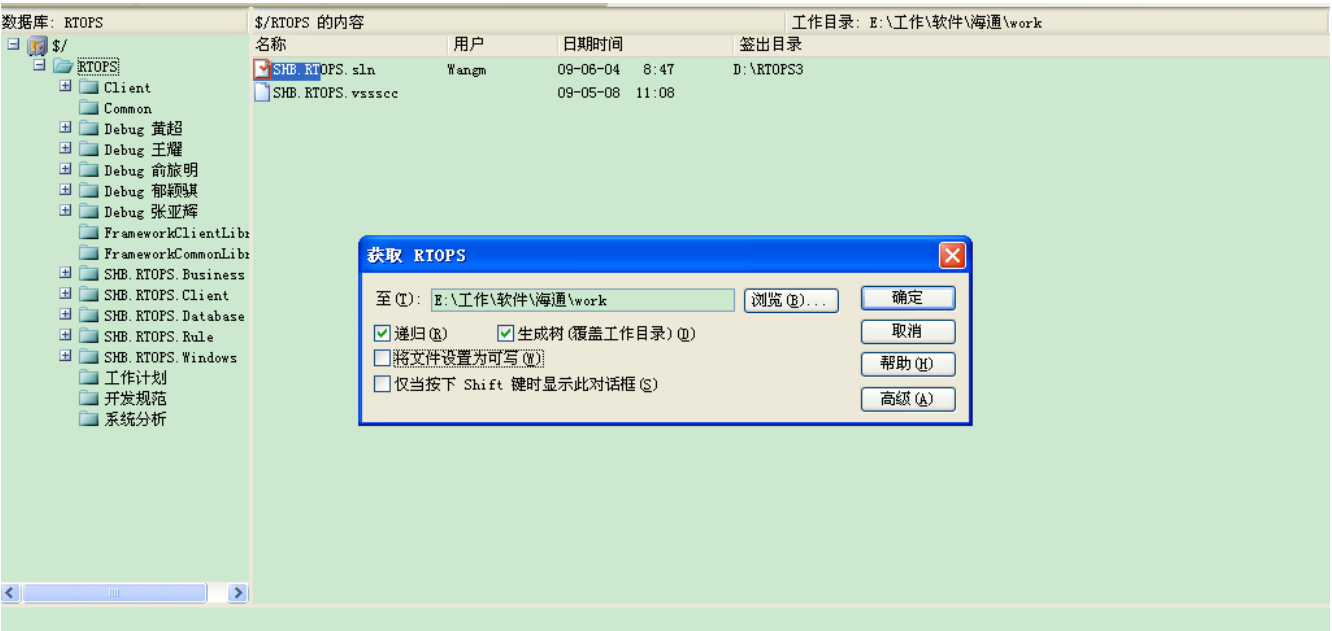 数据库: RTOPS
$/RTOPS 的内容
工作目录: E:\工作\软件\海通\work
$/
RTOPS
Client
Common
Debug 黄超
Debug 王耀
Debug 俞旅明
Debug 郁颖骐
Debug 张亚辉
FrameworkClientLibr
FrameworkCommonLibr
SHB.RTOPS.Business
SHB.RTOPS.Client
SHB.RTOPS.Database
SHB.RTOPS.Rule
SHB.RTOPS.Windows
工作计划
开发规范
系统分析
名称 用户 日期时间 签出目录
SHB.RTOPS.sln Wangm 09-06-04 8:47 D:\RTOPS3
SHB.RTOPS.vssscc 09-05-08 11:08
获取 RTOPS
至(T): E:\工作\软件\海通\work 浏览(B)... 确定
递归(R) 生成树(覆盖工作目录)(D) 取消
将文件设置为可写(W) 帮助(H)
仅当按下 Shift 键时显示此对话框(S) 高级(A)